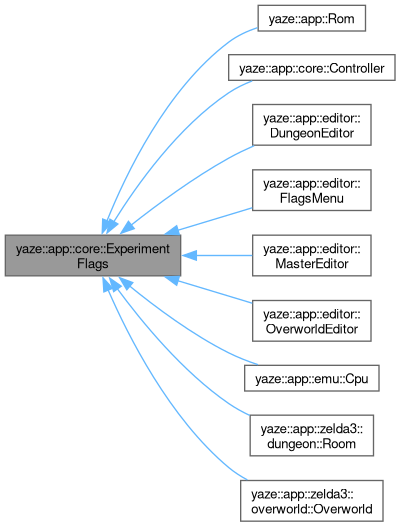 yaze::app::Rom
yaze::app::core::Controller
yaze::app::editor::
DungeonEditor
yaze::app::editor::
FlagsMenu
yaze::app::core::Experiment
Flags
yaze::app::editor::
MasterEditor
yaze::app::editor::
OverworldEditor
yaze::app::emu::Cpu
yaze::app::zelda3::
dungeon::Room
yaze::app::zelda3::
overworld::Overworld